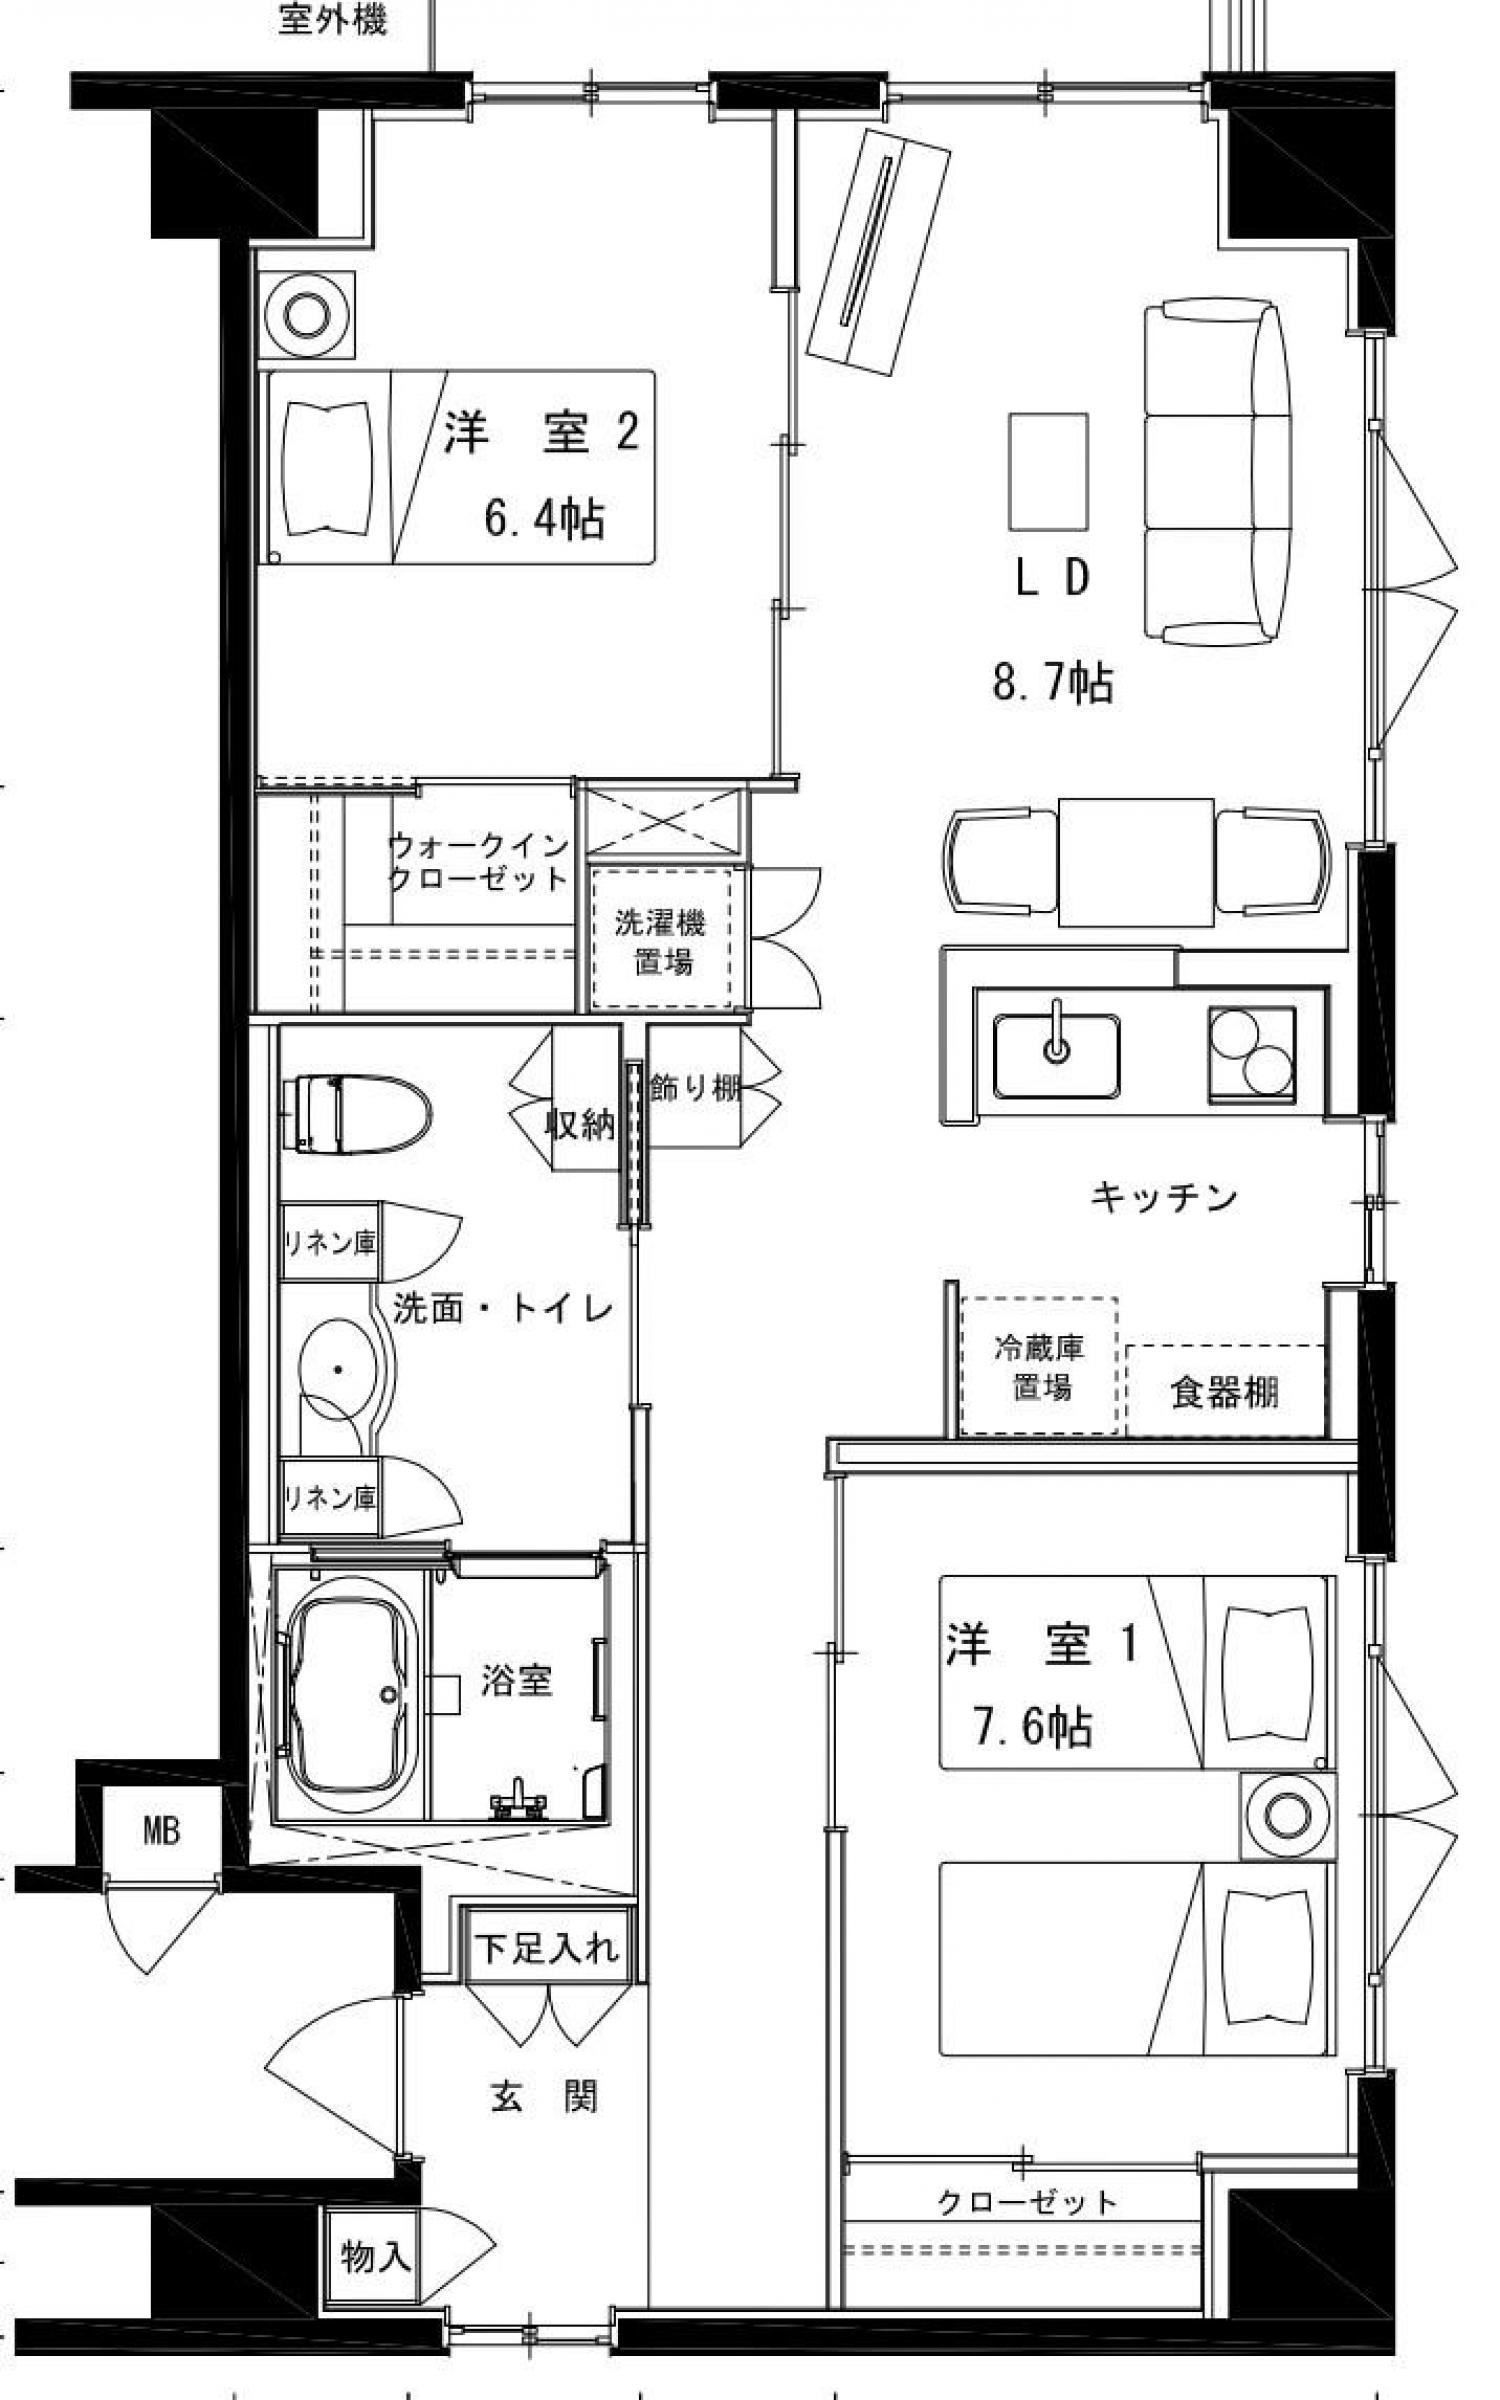 室外機
洋 室 2
6.4帖
LD
8.7帖
ウォークイン
クローゼット
洗濯機
置場
収納
飾り棚
キッチン
リネン庫
洗面・トイレ
冷蔵庫
置場
食器棚
リネン庫
浴室
洋 室 1
7.6帖
MB
下足入れ
玄 関
クローゼット
物入